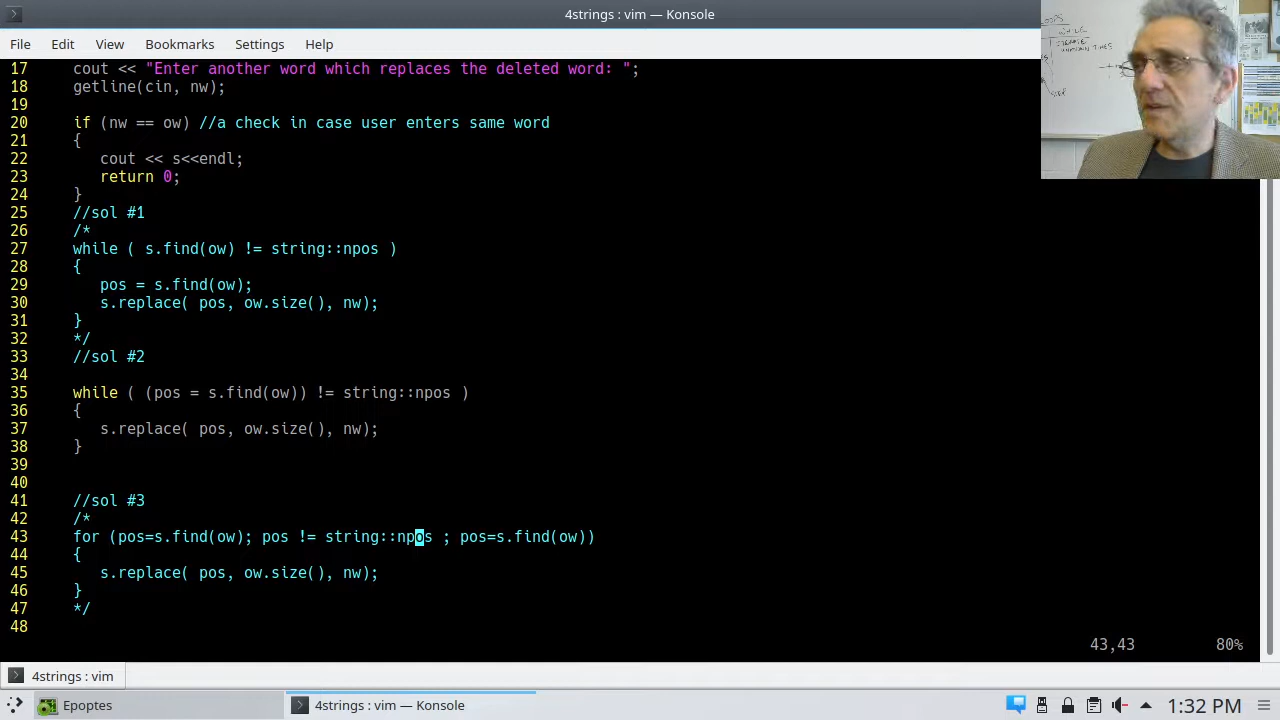 4strings : vim — Konsole
File Edit View Bookmarks Settings Help
17 cout << "Enter another word which replaces the deleted word: ";
18 getline(cin, nw);
19
20 if (nw == ow) //a check in case user enters same word
21 {
22 cout << s<<endl;
23 return 0;
24 }
25 //sol #1
26 /*
27 while ( s.find(ow) != string::npos )
28 {
29 pos = s.find(ow);
30 s.replace( pos, ow.size(), nw);
31 }
32 */
33 //sol #2
34
35 while ( (pos = s.find(ow)) != string::npos )
36 {
37 s.replace( pos, ow.size(), nw);
38 }
39
40
41 //sol #3
42 /*
43 for (pos=s.find(ow); pos != string::npos ; pos=s.find(ow))
44 {
45 s.replace( pos, ow.size(), nw);
46 }
47 */
48
43,43 80%
4strings : vim
Epoptes
4strings : vim — Konsole
1:32 PM